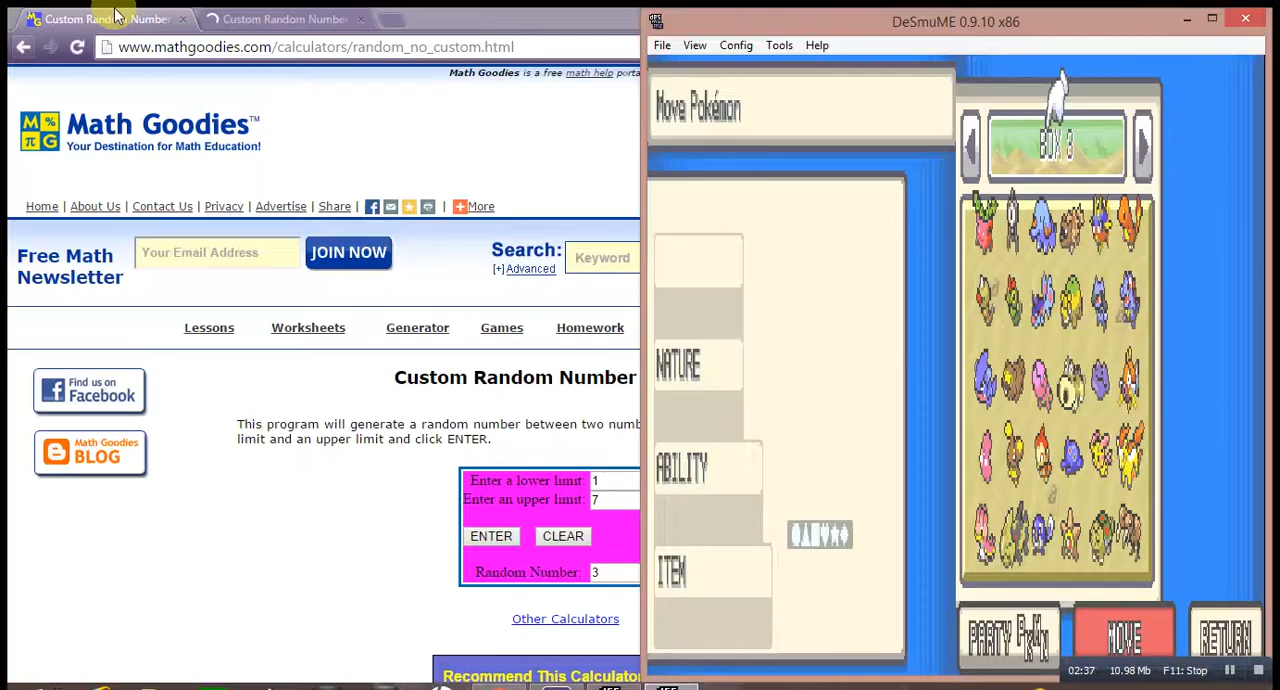 Custom Random Number
Custom Random Number
www.mathgoodies.com/calculators/random_no_custom.html
Math Goodies is a free math help porta
Math Goodies™
Your Destination for Math Education!
Home | About Us | Contact Us | Privacy | Advertise | Share | More
Free Math
Newsletter
Your Email Address
JOIN NOW
Search:
Keyword
[+]Advanced
Lessons
Worksheets
Generator
Games
Homework
Find us on
Facebook
Math Goodies
BLOG
Custom Random Number
This program will generate a random number between two numb
limit and an upper limit and click ENTER.
Enter a lower limit: 1
Enter an upper limit: 7
ENTER
CLEAR
Random Number: 3
Other Calculators
Recommend This Calculato
DeSmuME 0.9.10 x86
File View Config Tools Help
Move Pokémon
BOX 3
NATURE
ABILITY
ITEM
PARTY PKMN
MOVE
RETURN
02:37 10.98 Mb F11: Stop